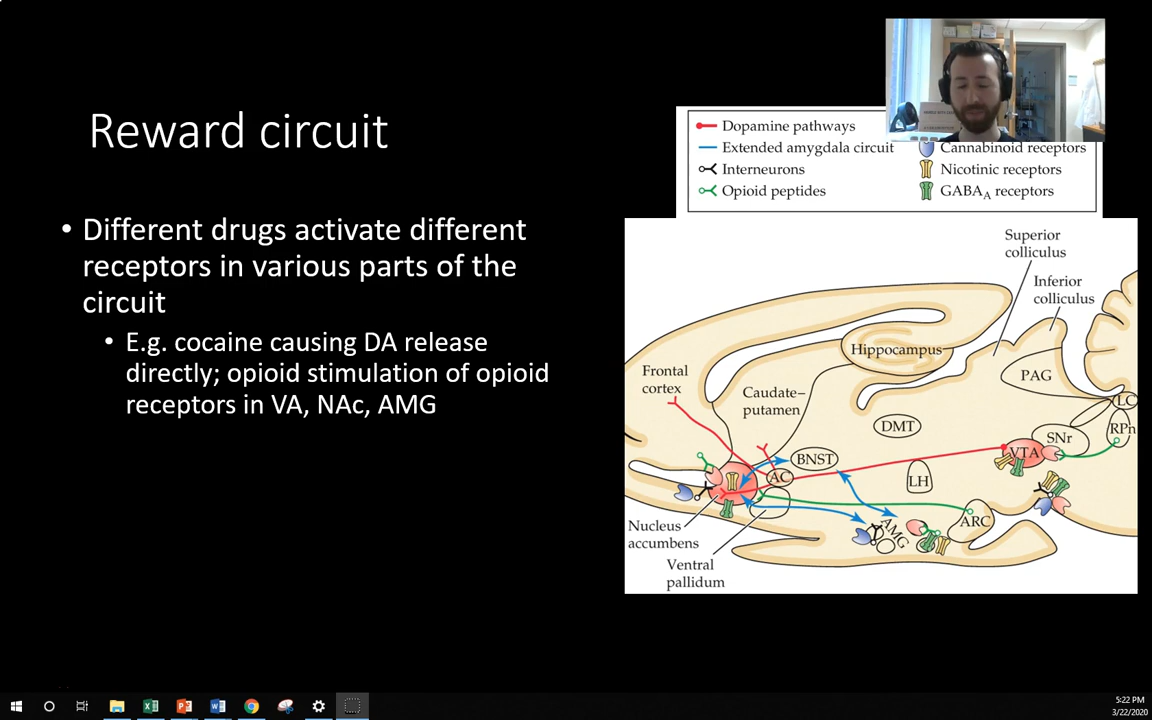 Reward circuit
• Different drugs activate different
receptors in various parts of the
circuit
• E.g. cocaine causing DA release
directly; opioid stimulation of opioid
receptors in VA, NAc, AMG
Dopamine pathways
Extended amygdala circuit
Interneurons
Opioid peptides
Cannabinoid receptors
Nicotinic receptors
GABAA receptors
Superior
colliculus
Inferior
colliculus
Hippocampus
Frontal
cortex
Caudate–
putamen
PAG
LC
DMT
RPn
SNr
VTA
BNST
AC
LH
ARC
AMG
Nucleus
accumbens
Ventral
pallidum
5:22 PM
3/22/2020